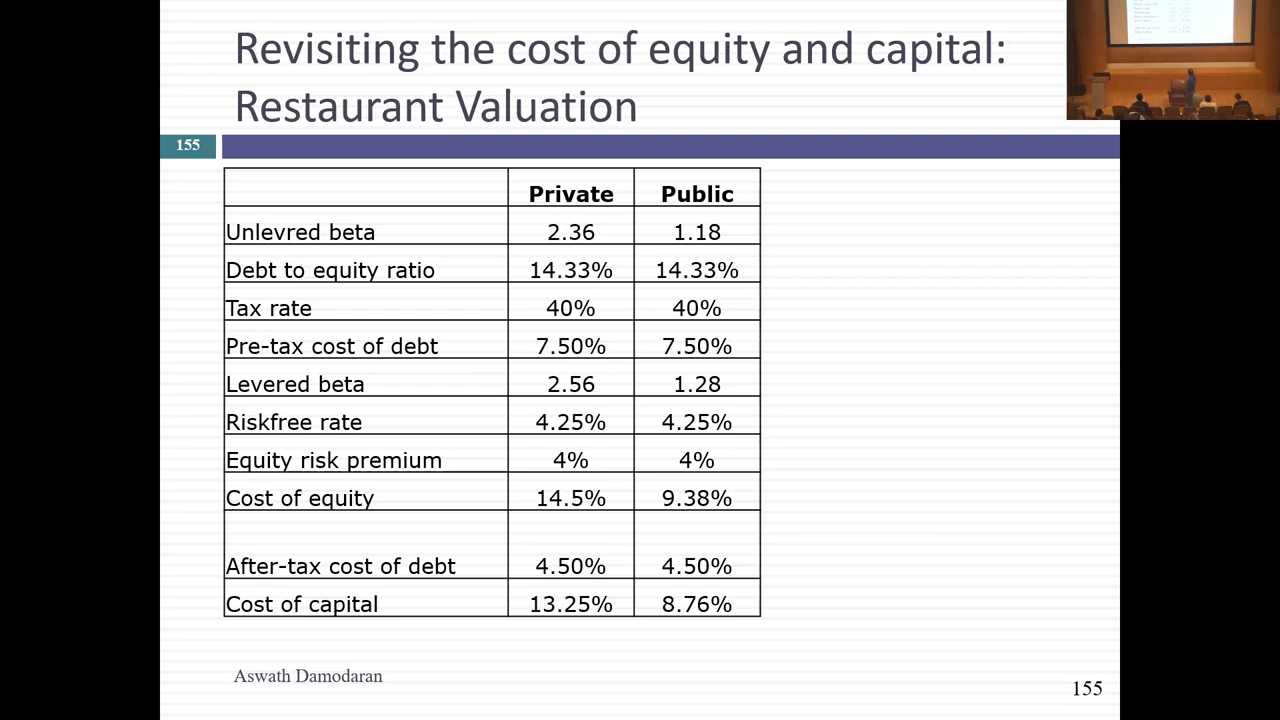 Revisiting the cost of equity and capital:
Restaurant Valuation
155
Private Public
Unlevred beta 2.36 1.18
Debt to equity ratio 14.33% 14.33%
Tax rate 40% 40%
Pre-tax cost of debt 7.50% 7.50%
Levered beta 2.56 1.28
Riskfree rate 4.25% 4.25%
Equity risk premium 4% 4%
Cost of equity 14.5% 9.38%
After-tax cost of debt 4.50% 4.50%
Cost of capital 13.25% 8.76%
Aswath Damodaran
155